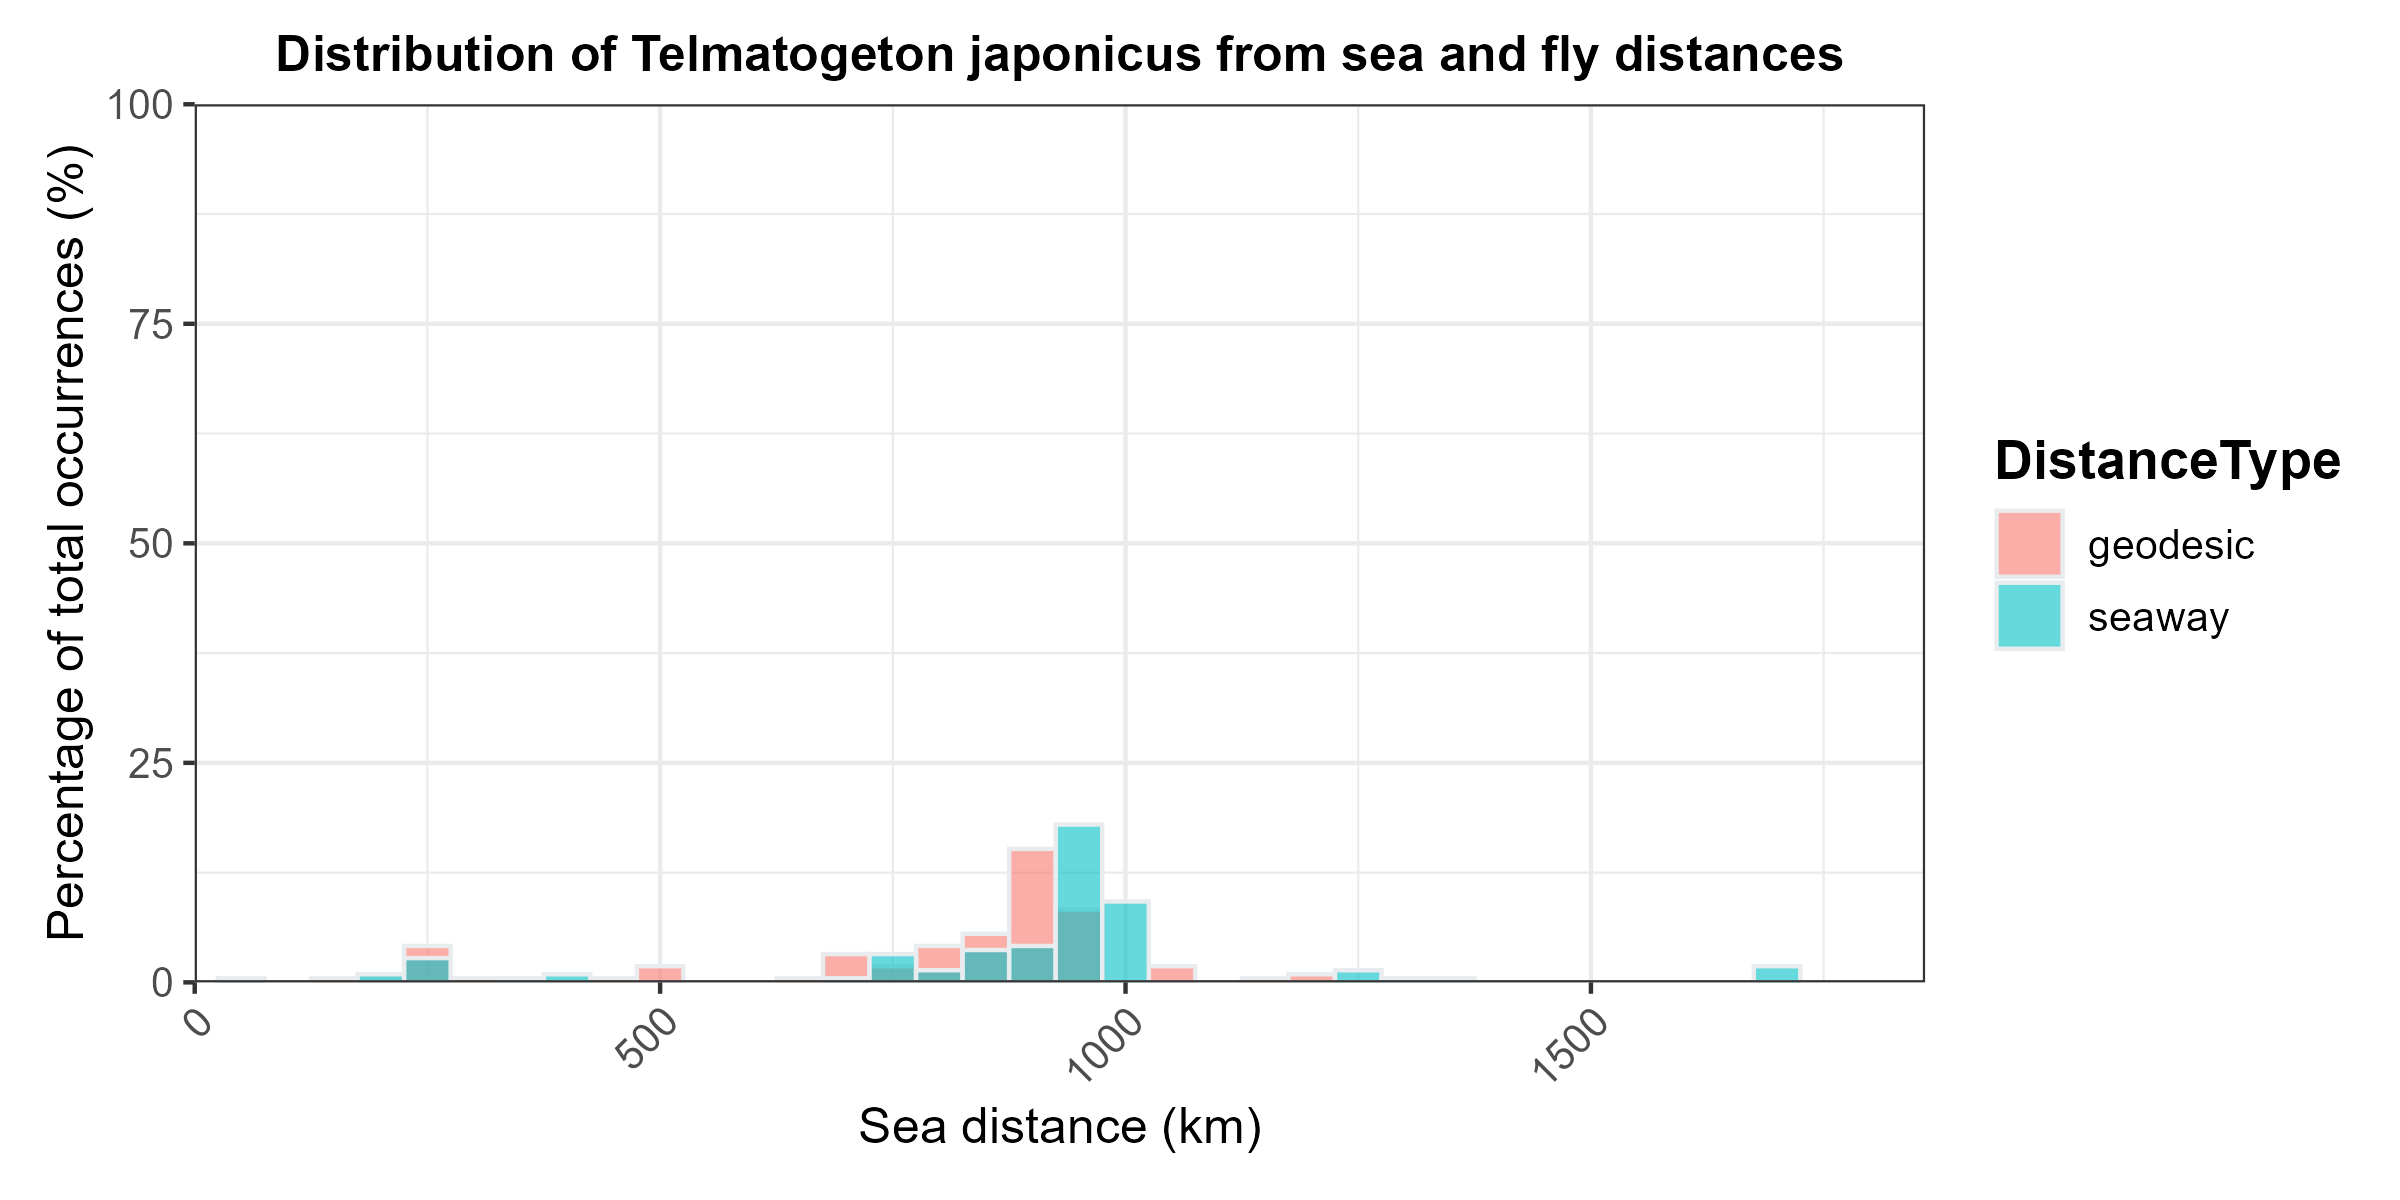 Distribution of Telmatogeton japonicus from sea and fly distances
Percentage of total occurrences (%)
100
75
50
25
0
0
500
1000
1500
Sea distance (km)
DistanceType
geodesic
seaway